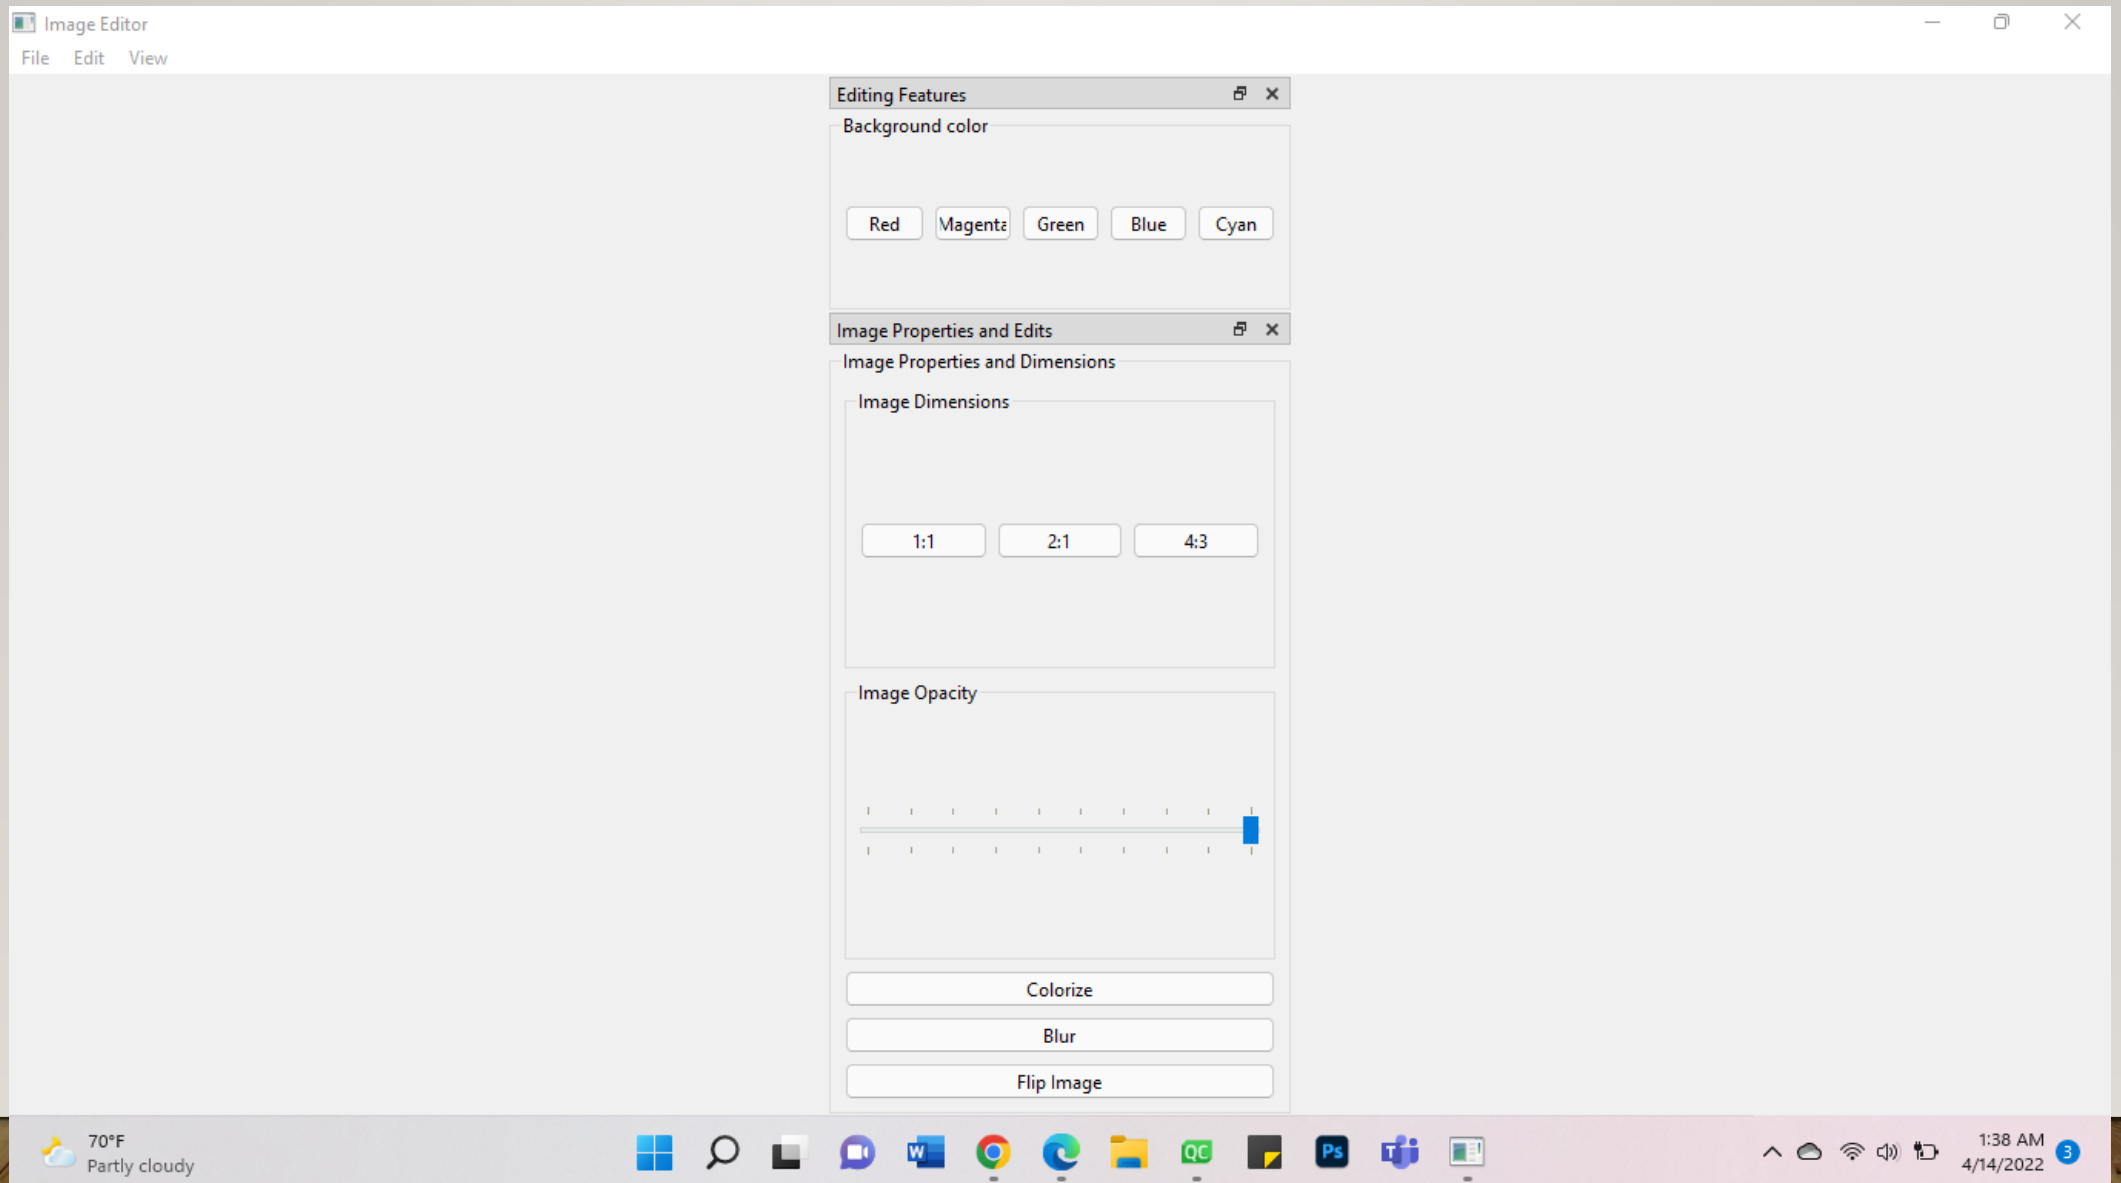 Image Editor
File Edit View
Editing Features
Background color
Red Magenta Green Blue Cyan
Image Properties and Edits
Image Properties and Dimensions
Image Dimensions
1:1 2:1 4:3
Image Opacity
Colorize
Blur
Flip Image
70°F
Partly cloudy
W
QC
Ps
T
1:38 AM
4/14/2022
3